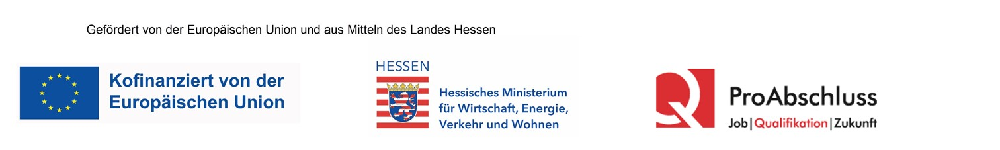 Gefördert von der Europäischen Union und aus Mitteln des Landes Hessen
Kofinanziert von der
Europäischen Union
HESSEN
Hessisches Ministerium
für Wirtschaft, Energie,
Verkehr und Wohnen
ProAbschluss
Job|Qualifikation|Zukunft